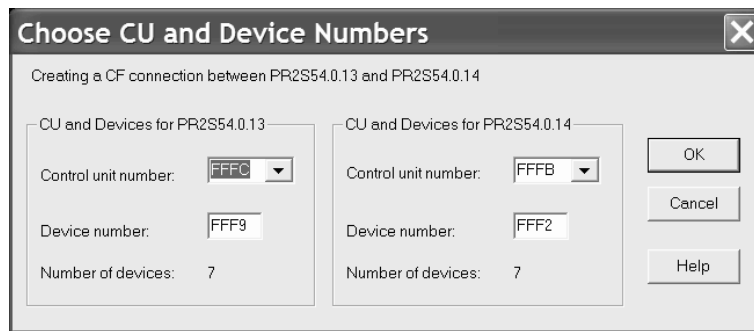 Choose CU and Device Numbers
Creating a CF connection between PR2S54.0.13 and PR2S54.0.14
CU and Devices for PR2S54.0.13
Control unit number: FFFC
Device number: FFF9
Number of devices: 7
CU and Devices for PR2S54.0.14
Control unit number: FFFB
Device number: FFF2
Number of devices: 7
OK
Cancel
Help